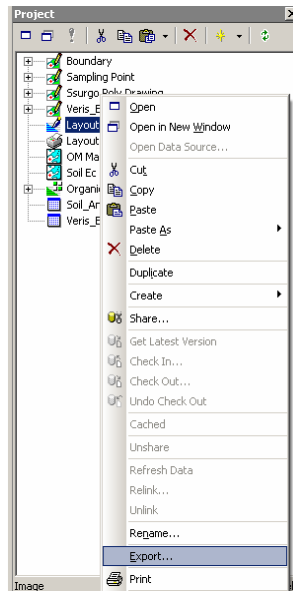 Project
Boundary
Sampling Point
Ssurgo Poly Drawing
Veris_E
Layout
Layout
OM Ma
Soil Ec
Organi
Soil_Ar
Veris_E
Open
Open in New Window
Open Data Source...
Cut
Copy
Paste
Paste As
Delete
Duplicate
Create
Share...
Get Latest Version
Check In...
Check Out...
Undo Check Out
Cached
Unshare
Refresh Data
Relink...
Unlink
Rename...
Export...
Print
Image